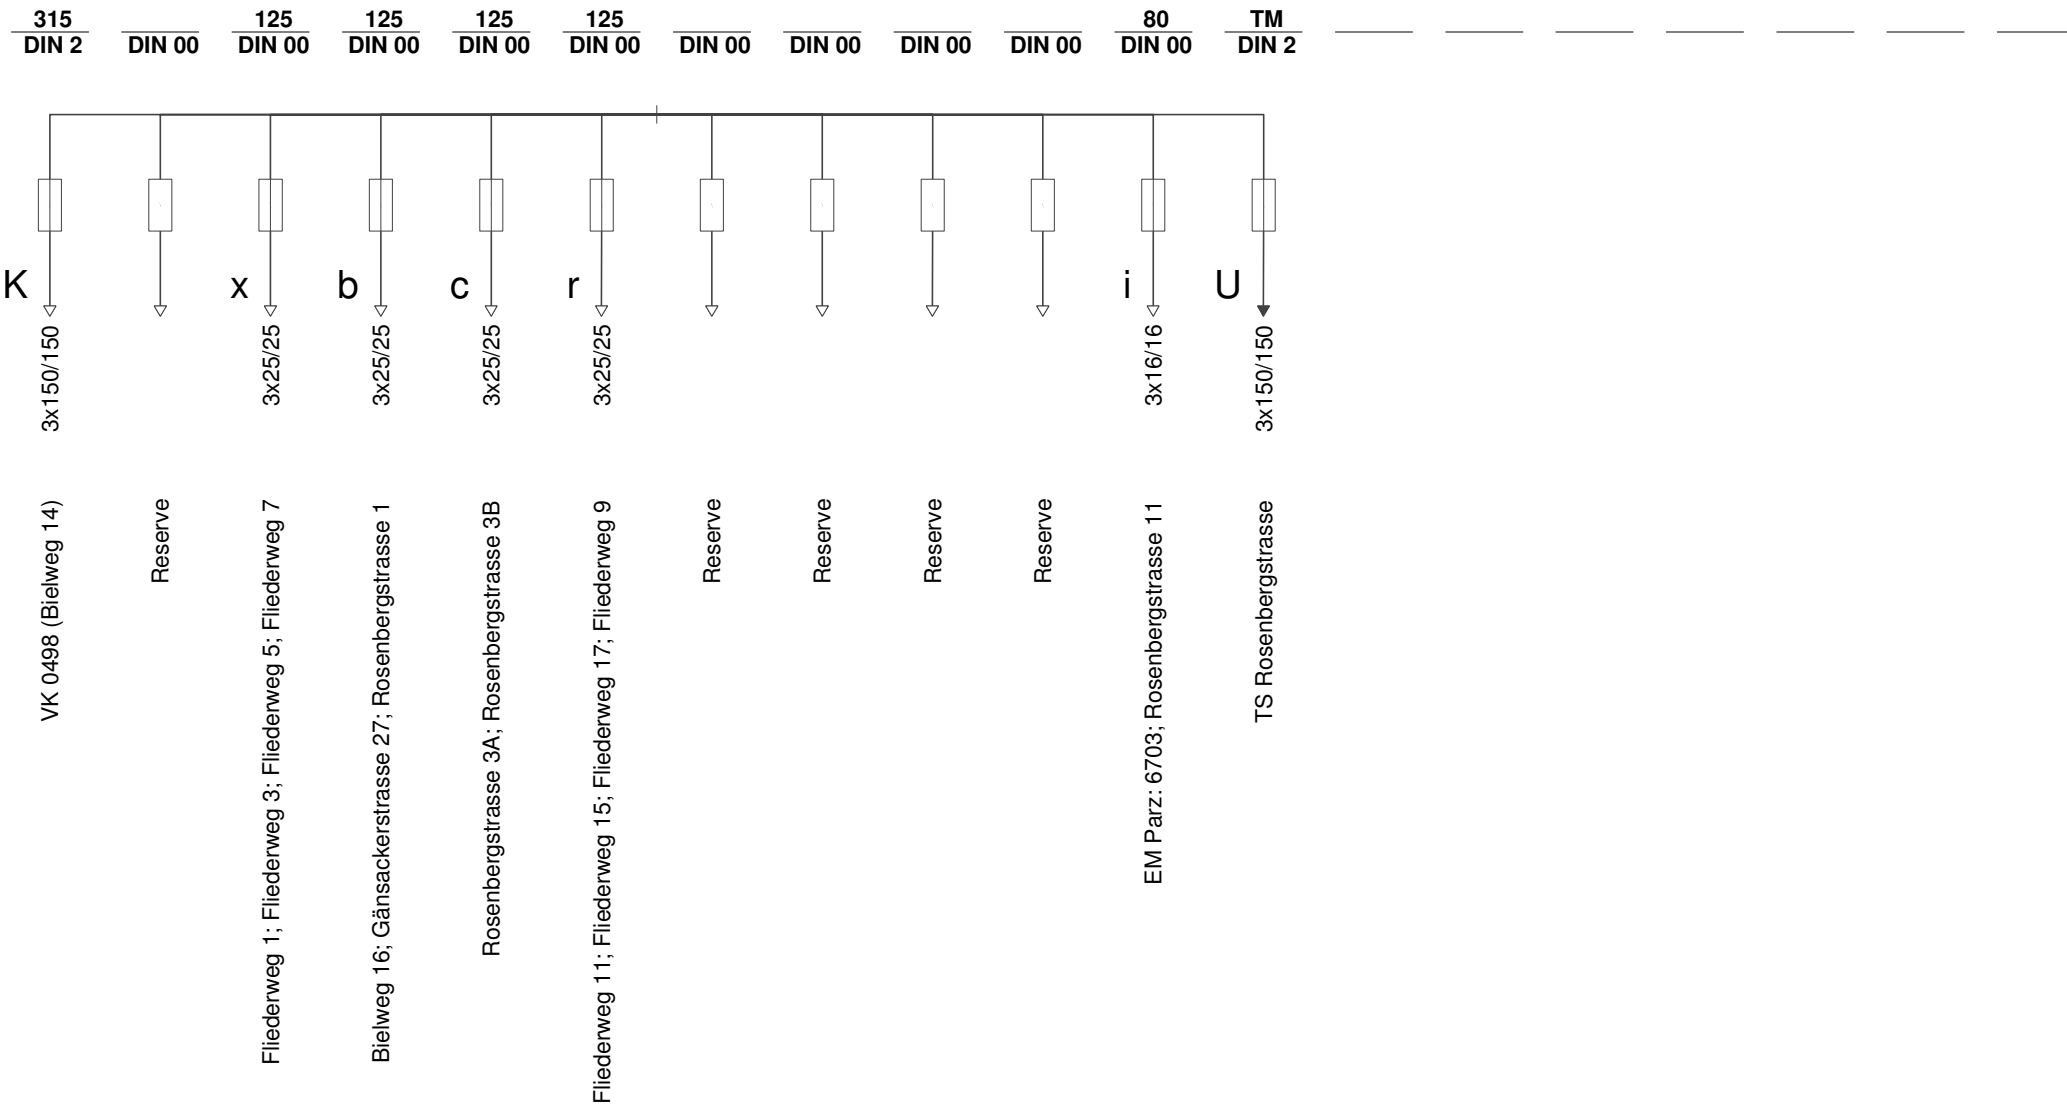 315 125 125 125 125 80 TM
DIN 2 DIN 00 DIN 00 DIN 00 DIN 00 DIN 00 DIN 00 DIN 00 DIN 00 DIN 00 DIN 00 DIN 2
K x b c r i U
3x150/150
3x25/25
3x25/25
3x25/25
3x25/25
3x16/16
3x150/150
VK 0498 (Bielweg 14)
Reserve
Fliederweg 1; Fliederweg 3; Fliederweg 5; Fliederweg 7
Bielweg 16; Gänsackerstrasse 27; Rosenbergstrasse 1
Rosenbergstrasse 3A; Rosenbergstrasse 3B
Fliederweg 11; Fliederweg 15; Fliederweg 17; Fliederweg 9
Reserve
Reserve
Reserve
Reserve
EM Parz: 6703; Rosenbergstrasse 11
TS Rosenbergstrasse